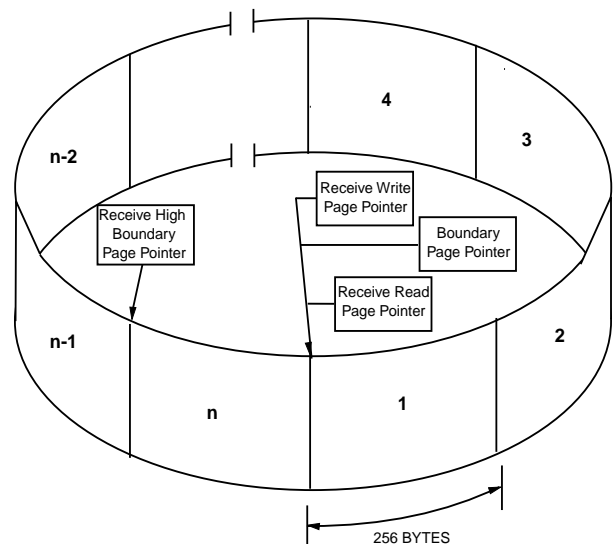 4
3
n-2
Receive Write
Page Pointer
Receive High
Boundary
Page Pointer
Boundary
Page Pointer
Receive Read
Page Pointer
n-1
2
n
1
256 BYTES